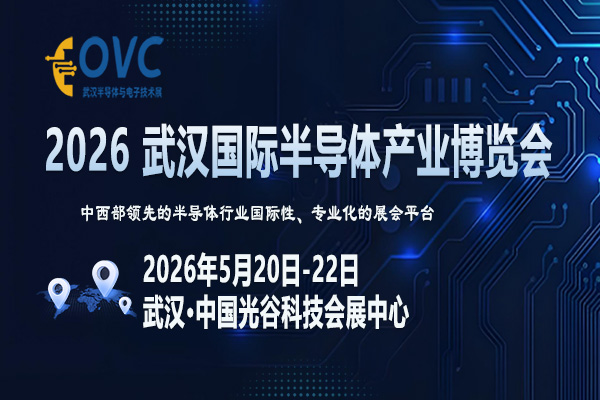 OVC
武汉半导体与电子技术展
2026 武汉国际半导体产业博览会
中西部领先的半导体行业国际性、专业化的展会平台
2026年5月20日-22日
武汉·中国光谷科技会展中心